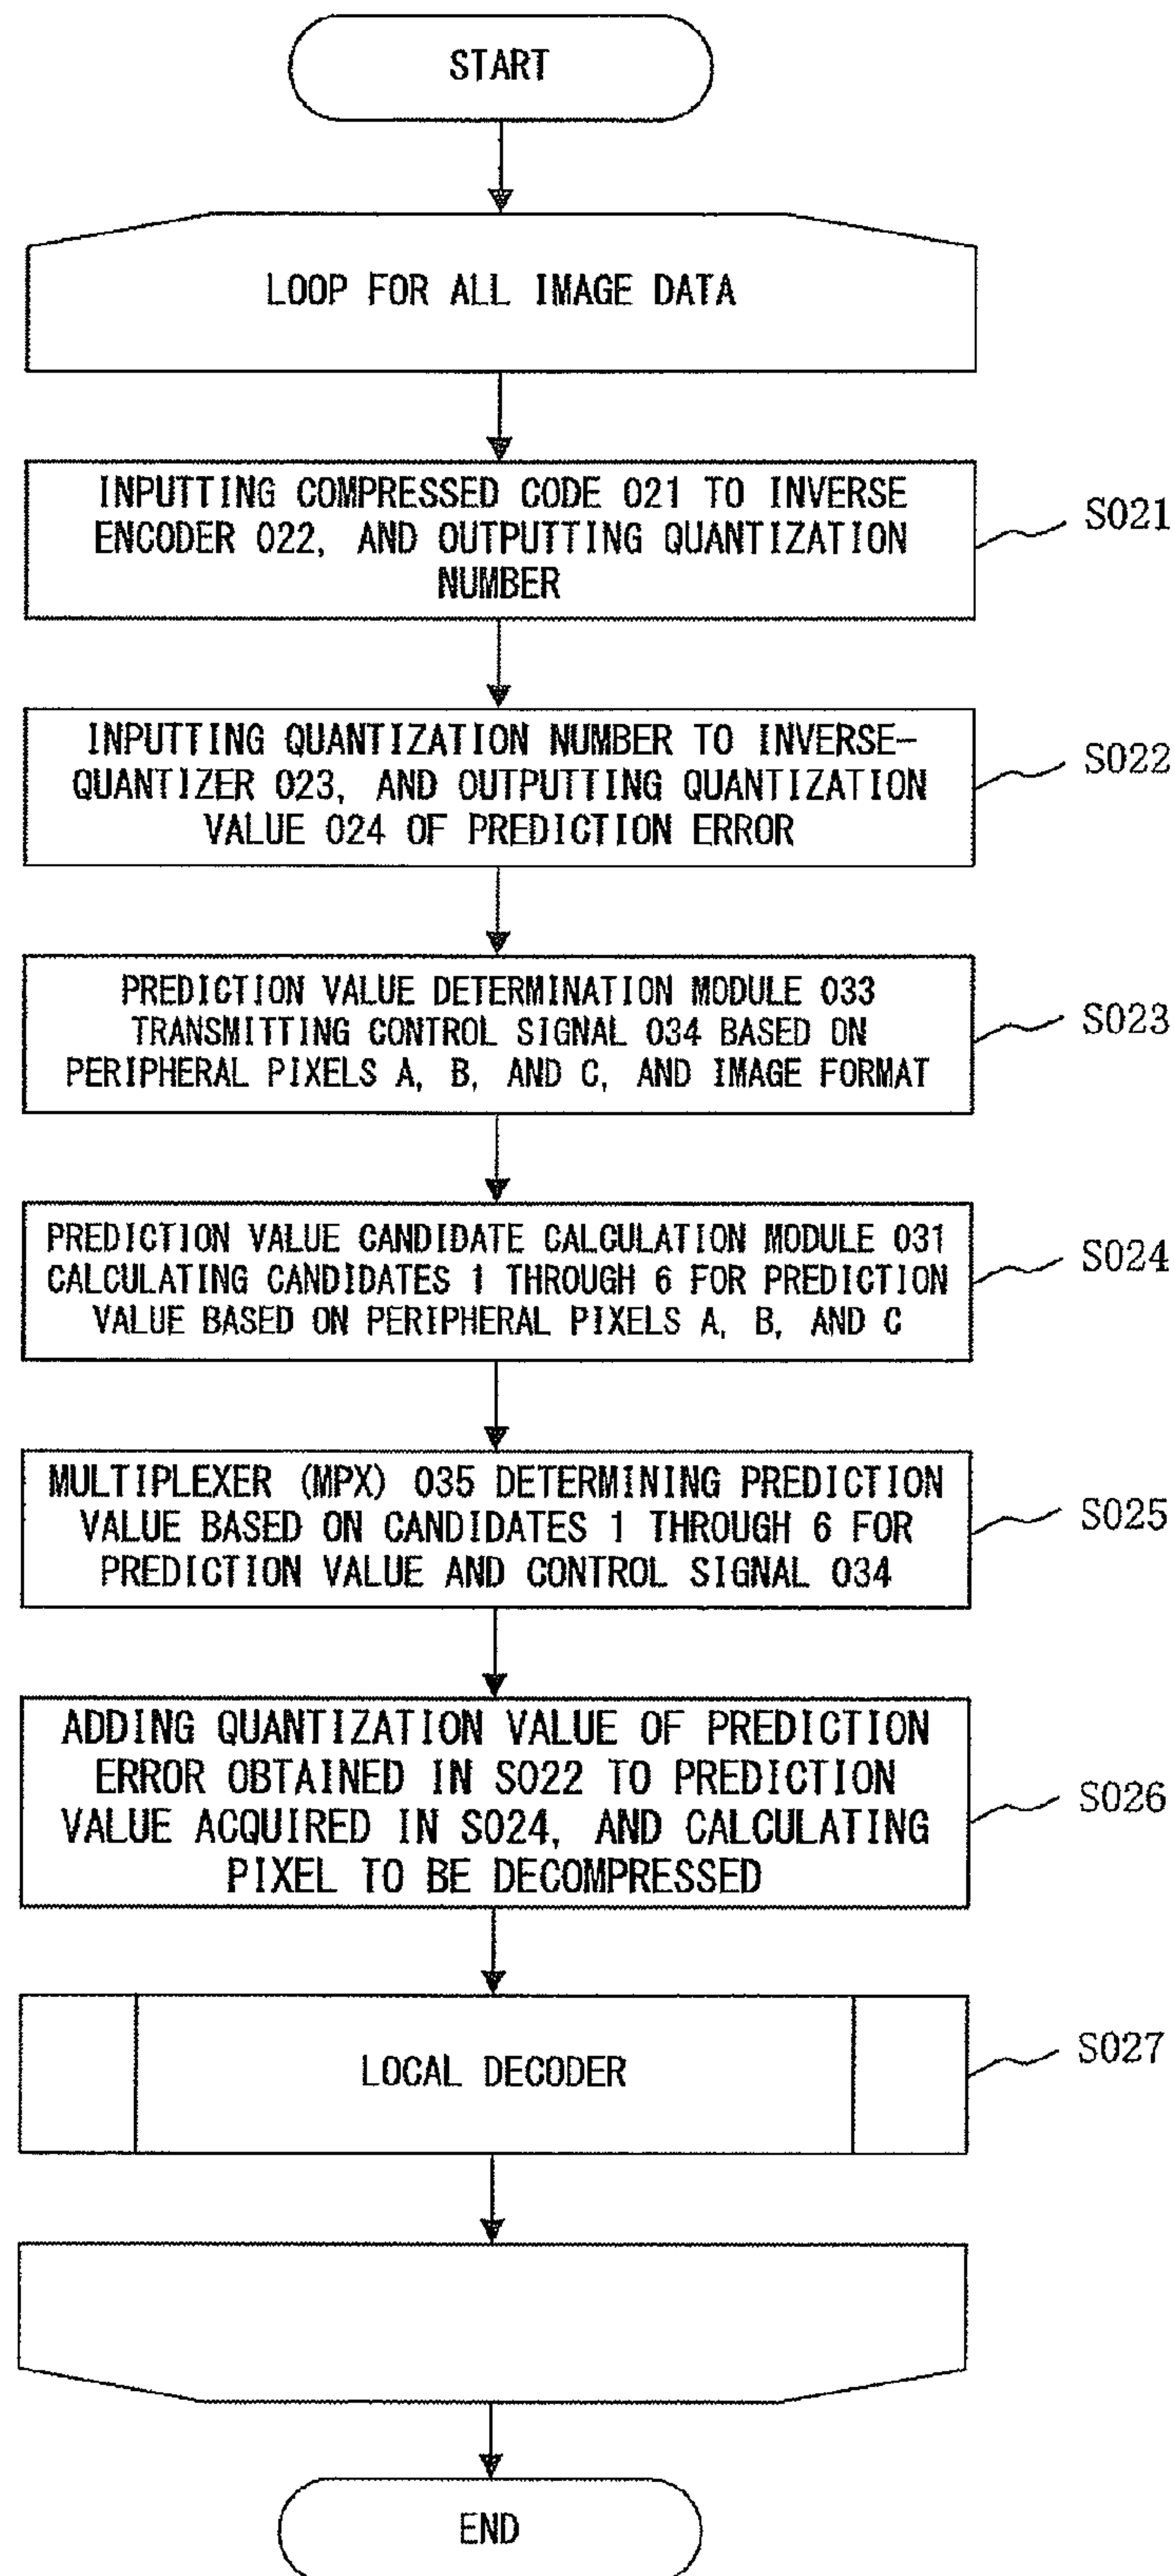 START
LOOP FOR ALL IMAGE DATA
INPUTTING COMPRESSED CODE 021 TO INVERSE
ENCODER 022, AND OUTPUTTING QUANTIZATION
NUMBER
S021
INPUTTING QUANTIZATION NUMBER TO INVERSE-
QUANTIZER 023, AND OUTPUTTING QUANTIZATION
VALUE 024 OF PREDICTION ERROR
S022
PREDICTION VALUE DETERMINATION MODULE 033
TRANSMITTING CONTROL SIGNAL 034 BASED ON
PERIPHERAL PIXELS A, B, AND C, AND IMAGE FORMAT
S023
PREDICTION VALUE CANDIDATE CALCULATION MODULE 031
CALCULATING CANDIDATES 1 THROUGH 6 FOR PREDICTION
VALUE BASED ON PERIPHERAL PIXELS A, B, AND C
S024
MULTIPLEXER (MPX) 035 DETERMINING PREDICTION
VALUE BASED ON CANDIDATES 1 THROUGH 6 FOR
PREDICTION VALUE AND CONTROL SIGNAL 034
S025
ADDING QUANTIZATION VALUE OF PREDICTION
ERROR OBTAINED IN S022 TO PREDICTION
VALUE ACQUIRED IN S024, AND CALCULATING
PIXEL TO BE DECOMPRESSED
S026
LOCAL DECODER
S027
END